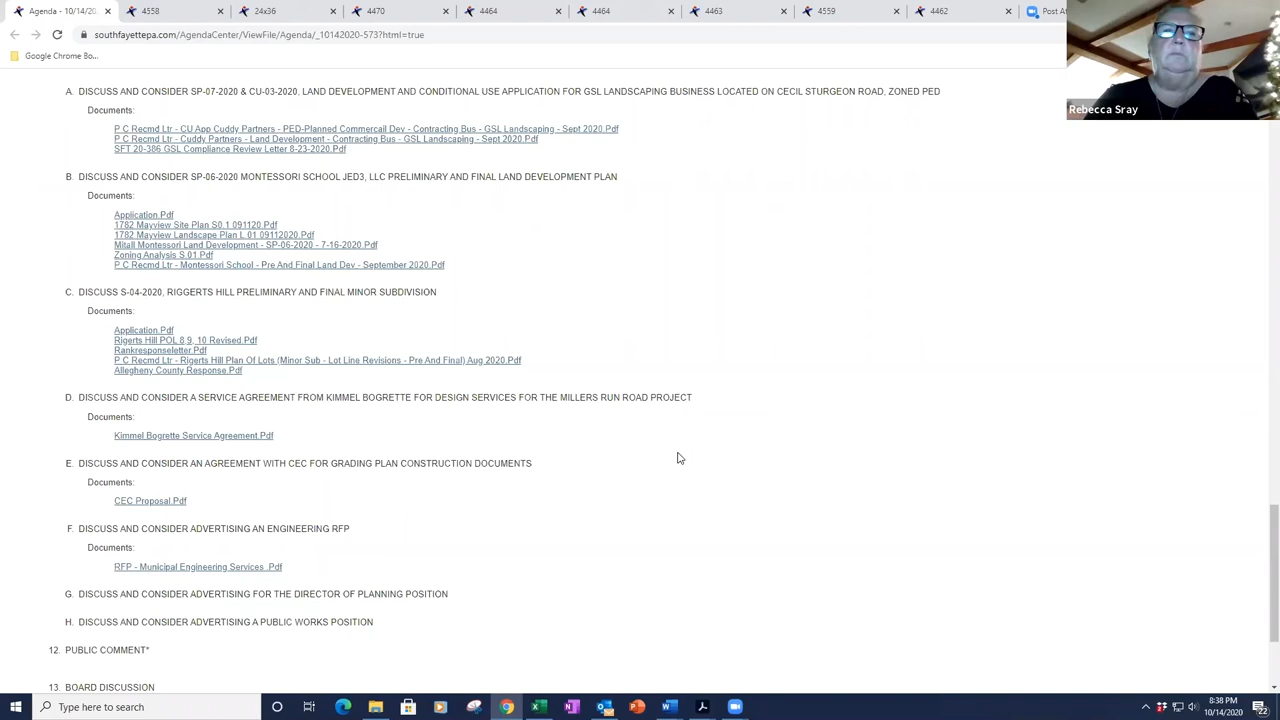 Agenda - 10/14/20
4558
24x36
4470
4464
4464
4463
4559
4462
Post At
southfayettepa.com/AgendaCenter/ViewFile/Agenda/_10142020-573?html=true
Google Chrome Bo...
Rebecca Sray
A. DISCUSS AND CONSIDER SP-07-2020 & CU-03-2020, LAND DEVELOPMENT AND CONDITIONAL USE APPLICATION FOR GSL LANDSCAPING BUSINESS LOCATED ON CECIL STURGEON ROAD, ZONED PED
Documents:
P C Recmd Ltr - CU App Cuddy Partners - PED-Planned Commercail Dev - Contracting Bus - GSL Landscaping - Sept 2020.Pdf
P C Recmd Ltr - Cuddy Partners - Land Development - Contracting Bus - GSL Landscaping - Sept 2020.Pdf
SFT 20-386 GSL Compliance Review Letter 8-23-2020.Pdf
B. DISCUSS AND CONSIDER SP-06-2020 MONTESSORI SCHOOL JED3, LLC PRELIMINARY AND FINAL LAND DEVELOPMENT PLAN
Documents:
Application.Pdf
1782 Mayview Site Plan S0.1 091120.Pdf
1782 Mayview Landscape Plan L 01 09112020.Pdf
Mitall Montessori Land Development - SP-06-2020 - 7-16-2020.Pdf
Zoning Analysis S.01.Pdf
P C Recmd Ltr - Montessori School - Pre And Final Land Dev - September 2020.Pdf
C. DISCUSS S-04-2020, RIGGERTS HILL PRELIMINARY AND FINAL MINOR SUBDIVISION
Documents:
Application.Pdf
Rigerts Hill POL 8,9, 10 Revised.Pdf
Rankresponseletter.Pdf
P C Recmd Ltr - Rigerts Hill Plan Of Lots (Minor Sub - Lot Line Revisions - Pre And Final) Aug 2020.Pdf
Allegheny County Response.Pdf
D. DISCUSS AND CONSIDER A SERVICE AGREEMENT FROM KIMMEL BOGRETTE FOR DESIGN SERVICES FOR THE MILLERS RUN ROAD PROJECT
Documents:
Kimmel Bogrette Service Agreement.Pdf
E. DISCUSS AND CONSIDER AN AGREEMENT WITH CEC FOR GRADING PLAN CONSTRUCTION DOCUMENTS
Documents:
CEC Proposal.Pdf
F. DISCUSS AND CONSIDER ADVERTISING AN ENGINEERING RFP
Documents:
RFP - Municipal Engineering Services .Pdf
G. DISCUSS AND CONSIDER ADVERTISING FOR THE DIRECTOR OF PLANNING POSITION
H. DISCUSS AND CONSIDER ADVERTISING A PUBLIC WORKS POSITION
12. PUBLIC COMMENT*
13. BOARD DISCUSSION
Type here to search
8:38 PM
10/14/2020
22